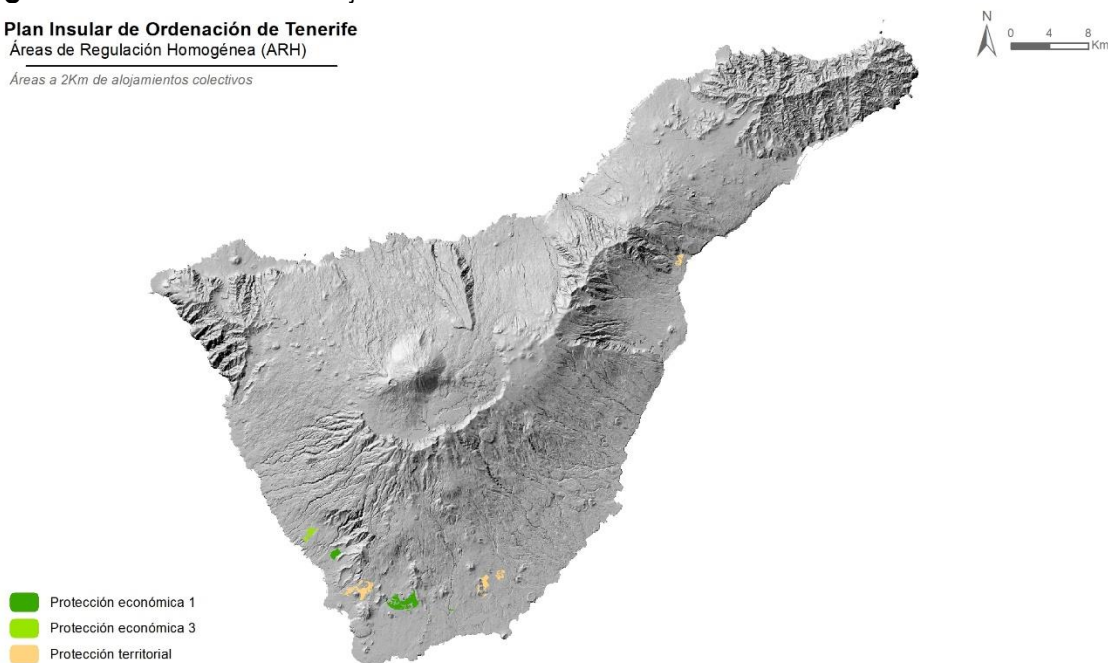 Plan Insular de Ordenación de Tenerife
Áreas de Regulación Homogénea (ARH)
Áreas a 2Km de alojamientos colectivos
N
0 4 8
Km
Protección económica 1
Protección económica 3
Protección territorial